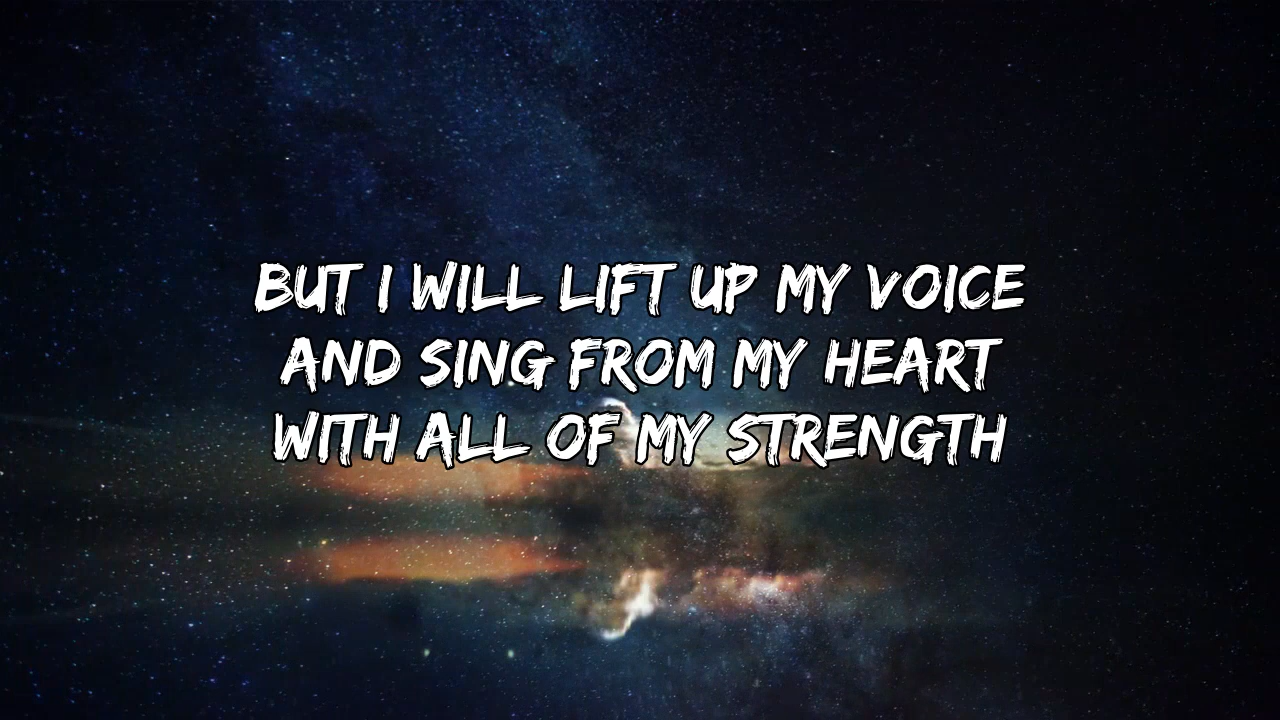 BUT I WILL LIFT UP MY VOICE
AND SING FROM MY HEART
WITH ALL OF MY STRENGTH